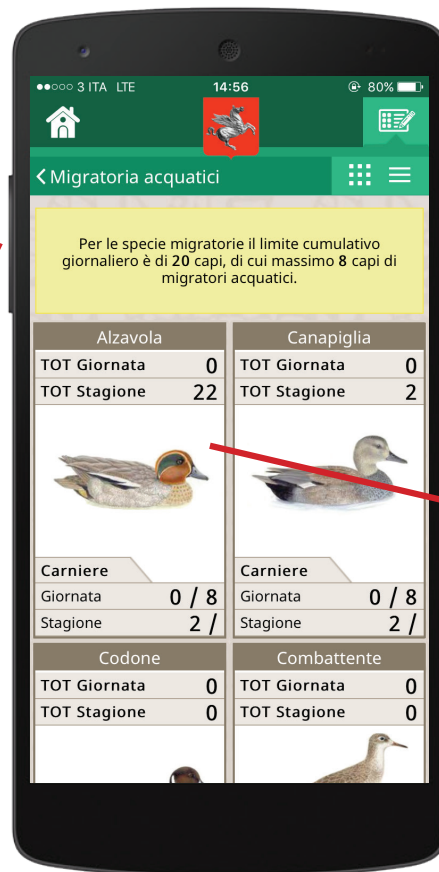 3 ITA LTE 14:56 80%
Migratoria acquatici
Per le specie migratorie il limite cumulativo
giornaliero è di 20 capi, di cui massimo 8 capi di
migratori acquatici.
Alzavola
TOT Giornata 0
TOT Stagione 22
Carniere
Giornata 0 / 8
Stagione 2 /
Canapiglia
TOT Giornata 0
TOT Stagione 2
Carniere
Giornata 0 / 8
Stagione 2 /
Codone
TOT Giornata 0
TOT Stagione 0
Combattente
TOT Giornata 0
TOT Stagione 0